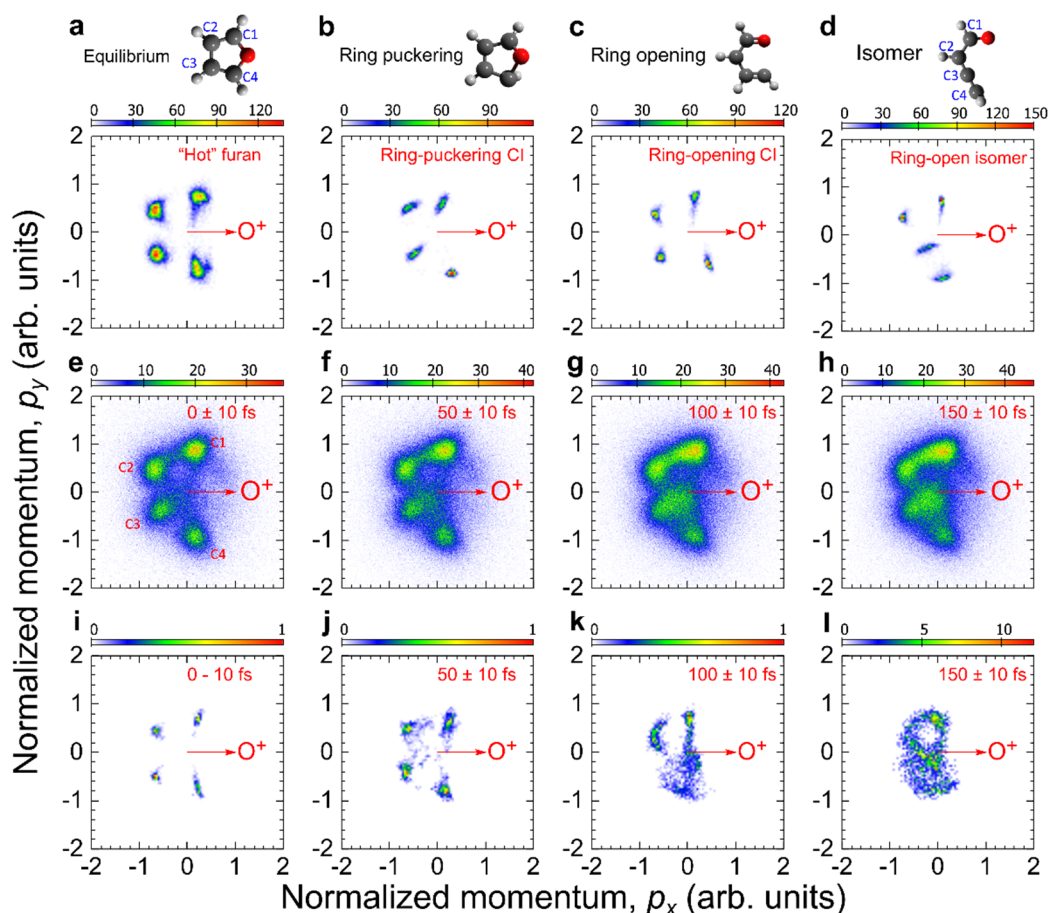 a b c d
Equilibrium C2 C1 C3 C4 Ring puckering Ring opening Isomer C1 C2 C3 C4
0 30 60 90 120 0 30 60 90 0 30 60 90 120 0 30 60 90 120 150
"Hot" furan Ring-puckering CI Ring-opening CI Ring-open isomer
2 1 0 -1 -2
O⁺ O⁺ O⁺ O⁺
e f g h
0 10 20 30 0 10 20 30 40 0 10 20 30 40 0 10 20 30 40
0 ± 10 fs 50 ± 10 fs 100 ± 10 fs 150 ± 10 fs
C1 C2 C3 C4
2 1 0 -1 -2
O⁺ O⁺ O⁺ O⁺
i j k l
0 1 0 1 0 1 0 5 10
0 - 10 fs 50 ± 10 fs 100 ± 10 fs 150 ± 10 fs
2 1 0 -1 -2
O⁺ O⁺ O⁺ O⁺
-2 -1 0 1 2 -2 -1 0 1 2 -2 -1 0 1 2 -2 -1 0 1 2
Normalized momentum, pₓ (arb. units)
Normalized momentum, p_y (arb. units)